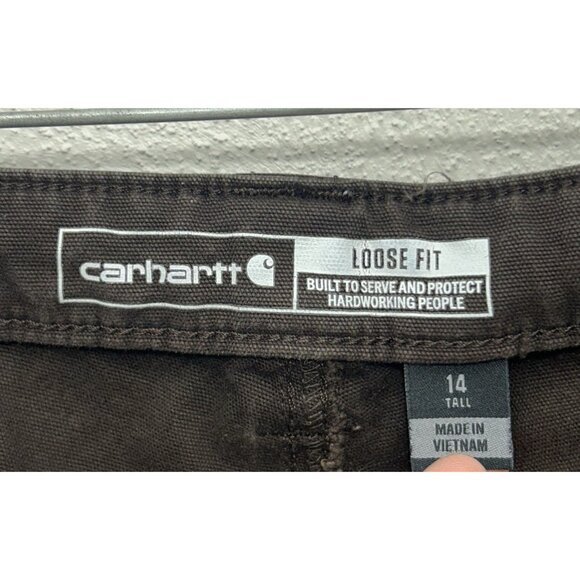 carhartt
LOOSE FIT
BUILT TO SERVE AND PROTECT
HARDWORKING PEOPLE
14
TALL
MADE IN
VIETNAM